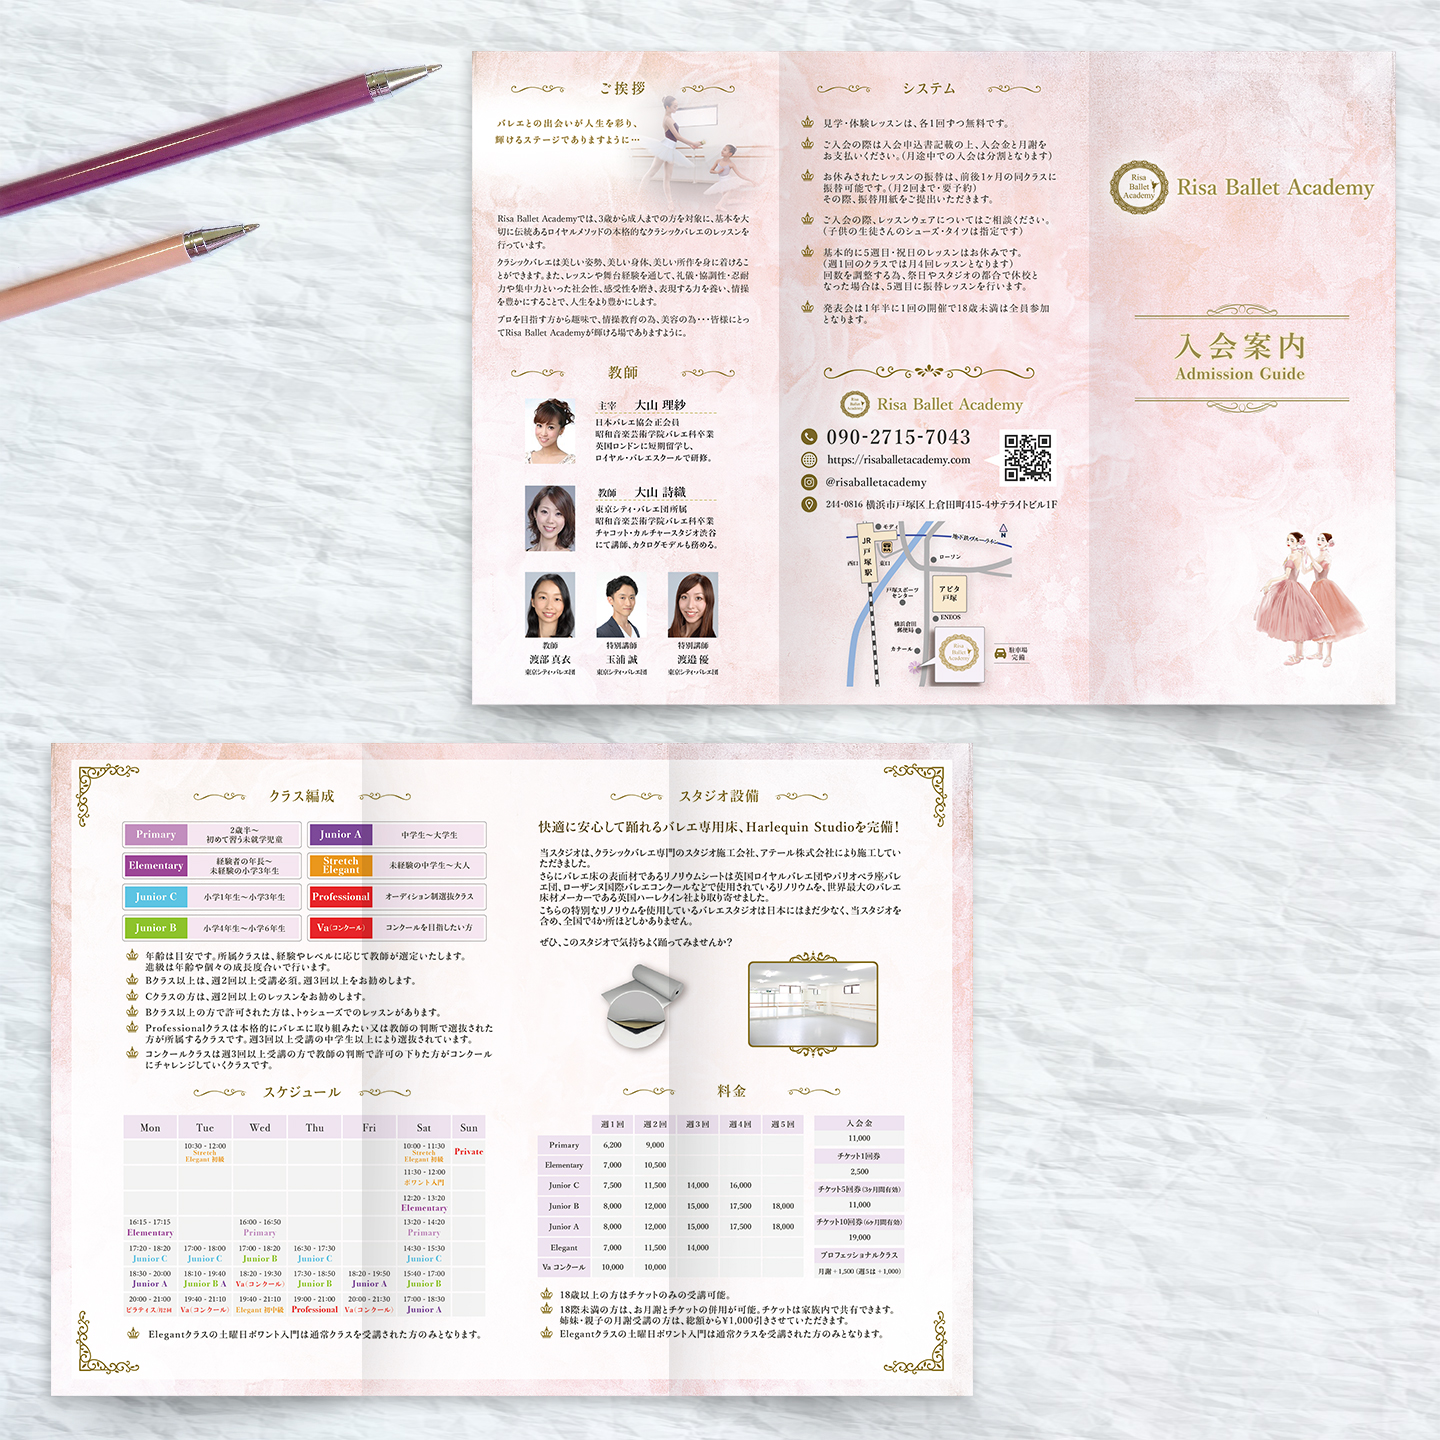 ご挨拶
バレエとの出会いが人生を彩り、
輝けるステージでありますように…
Risa Ballet Academyでは、3歳から成人までの方を対象に、基本を大
切に伝統あるロイヤルメソッドの本格的なクラシックバレエのレッスンを
行っています。
クラシックバレエは美しい姿勢、美しい身体、美しい所作を身に着けるこ
とができます。また、レッスンや舞台経験を通して、礼儀・協調性・忍耐
力や集中力といった社会性、感受性を磨き、表現する力を養い、情操
を豊かにすることで、人生をより豊かにします。
プロを目指す方から趣味で、情操教育の為、美容の為・・・皆様にとっ
てRisa Ballet Academyが輝ける場でありますように。
教師
主宰 大山 理紗
日本バレエ協会正会員
昭和音楽芸術学院バレエ科卒業
英国ロンドンに短期留学し、
ロイヤル・バレエスクールで研修。
教師 大山 詩織
東京シティ・バレエ団所属
昭和音楽芸術学院バレエ科卒業
チャコット・カルチャースタジオ渋谷
にて講師、カタログモデルも務める。
教師 特別講師 特別講師
渡部 真衣 玉浦 誠 渡邉 優
東京シティ・バレエ団 東京シティ・バレエ団 東京シティ・バレエ団
システム
見学・体験レッスンは、各1回ずつ無料です。
ご入会の際は入会申込書記載の上、入会金と月謝を
お支払いください。(月途中での入会は分割となります)
お休みされたレッスンの振替は、前後1ヶ月の同クラスに
振替可能です。(月2回まで・要予約)
その際、振替用紙をご提出いただきます。
ご入会の際、レッスンウェアについてはご相談ください。
(子供の生徒さんのシューズ・タイツは指定です)
基本的に5週目・祝日のレッスンはお休みです。
(週1回のクラスでは月4回レッスンとなります)
回数を調整する為、祭日やスタジオの都合で休校と
なった場合は、5週目に振替レッスンを行います。
発表会は1年半に1回の開催で18歳未満は全員参加
となります。
Risa Ballet Academy
Risa Ballet Academy
090-2715-7043
https://risaballetacademy.com
@risaballetacademy
244-0816 横浜市戸塚区上倉田町415-4サテライトビル1F
モディ
地下鉄ブルーライン
N
JR戸塚駅
西口
東口
ローソン
戸塚スポーツ
センター
アピタ
戸塚
ENEOS
横浜倉田
郵便局
カナール
Risa
Ballet
Academy
駐車場
完備
Risa
Ballet
Academy
Risa Ballet Academy
入会案内
Admission Guide
クラス編成
Primary 2歳半〜
初めて習う未就学児童
Junior A 中学生〜大学生
Elementary 経験者の年長〜
未経験の小学3年生
Stretch
Elegant 未経験の中学生〜大人
Junior C 小学1年生〜小学3年生
Professional オーディション制選抜クラス
Junior B 小学4年生〜小学6年生
Va(コンクール) コンクールを目指したい方
年齢は目安です。所属クラスは、経験やレベルに応じて教師が選定いたします。
進級は年齢や個々の成長度合いで行います。
Bクラス以上は、週2回以上受講必須。週3回以上をお勧めします。
Cクラスの方は、週2回以上のレッスンをお勧めします。
Bクラス以上の方で許可された方は、トゥシューズでのレッスンがあります。
Professionalクラスは本格的にバレエに取り組みたい又は教師の判断で選抜された
方が所属するクラスです。週3回以上受講の中学生以上により選抜されています。
コンクールクラスは週3回以上受講の方で教師の判断で許可の下りた方がコンクール
にチャレンジしていくクラスです。
スケジュール
Mon Tue Wed Thu Fri Sat Sun
10:30 - 12:00 10:00 - 11:30
Stretch Stretch Private
Elegant 初級 Elegant 初級
11:30 - 12:00
ポワント入門
12:20 - 13:20
Elementary
16:15 - 17:15 16:00 - 16:50 13:20 - 14:20
Elementary Primary Primary
17:20 - 18:20 17:00 - 18:00 17:00 - 18:20 16:30 - 17:30 14:30 - 15:30
Junior C Junior C Junior B Junior C Junior C
18:30 - 20:00 18:10 - 19:40 18:20 - 19:30 17:30 - 18:50 18:20 - 19:50 15:40 - 17:00
Junior A Junior B A Va(コンクール) Junior B Junior A Junior B
20:00 - 21:00 19:40 - 21:10 19:40 - 21:10 19:00 - 21:00 20:00 - 21:30 17:00 - 18:30
Va(コンクール) Elegant 初中級 Professional Va(コンクール) Junior A
Elegantクラスの土曜日ポワント入門は通常クラスを受講された方のみとなります。
スタジオ設備
快適に安心して踊れるバレエ専用床、Harlequin Studioを完備!
当スタジオは、クラシックバレエ専門のスタジオ施工会社、アテール株式会社により施工してい
ただきました。
さらにバレエ床の表面材であるリノリウムシートは英国ロイヤルバレエ団やパリオペラ座バレ
エ団、ローザンヌ国際バレエコンクールなどで使用されているリノリウムを、世界最大のバレエ
床材メーカーである英国ハーレクイン社より取り寄せました。
こちらの特別なリノリウムを使用しているバレエスタジオは日本にはまだ少なく、当スタジオを
含め、全国で4か所ほどしかありません。
ぜひ、このスタジオで気持ちよく踊ってみませんか?
料金
週1回 週2回 週3回 週4回 週5回
Primary 6,200 9,000
Elementary 7,000 10,500
Junior C 7,500 11,500 14,000 16,000
Junior B 8,000 12,000 15,000 17,500 18,000
Junior A 8,000 12,000 15,000 17,500 18,000
Elegant 7,000 11,500 14,000
Va コンクール 10,000 10,000
入会金
11,000
チケット1回券
2,500
チケット5回券(3ヶ月間有効)
11,000
チケット10回券(6ヶ月間有効)
19,000
プロフェッショナルクラス
月謝+1,500(週5は+1,000)
18歳以上の方はチケットのみの受講可能。
18際未満の方は、お月謝とチケットの併用が可能。チケットは家族内で共有できます。
姉妹・親子の月謝受講の方は、総額から¥1,000引きさせていただきます。
Elegantクラスの土曜日ポワント入門は通常クラスを受講された方のみとなります。